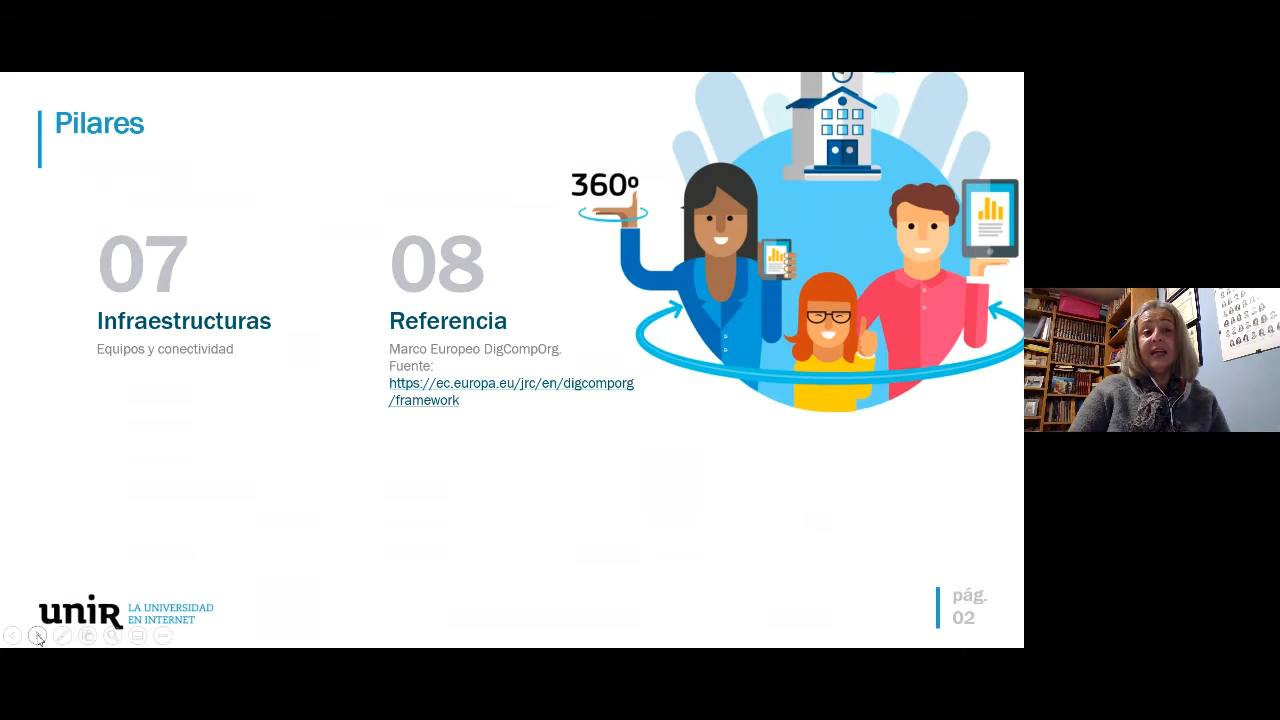 Pilares
360º
07
Infraestructuras
Equipos y conectividad
08
Referencia
Marco Europeo DigCompOrg.
Fuente:
https://ec.europa.eu/jrc/en/digcomporg
/framework
unir LA UNIVERSIDAD
EN INTERNET
pág.
02